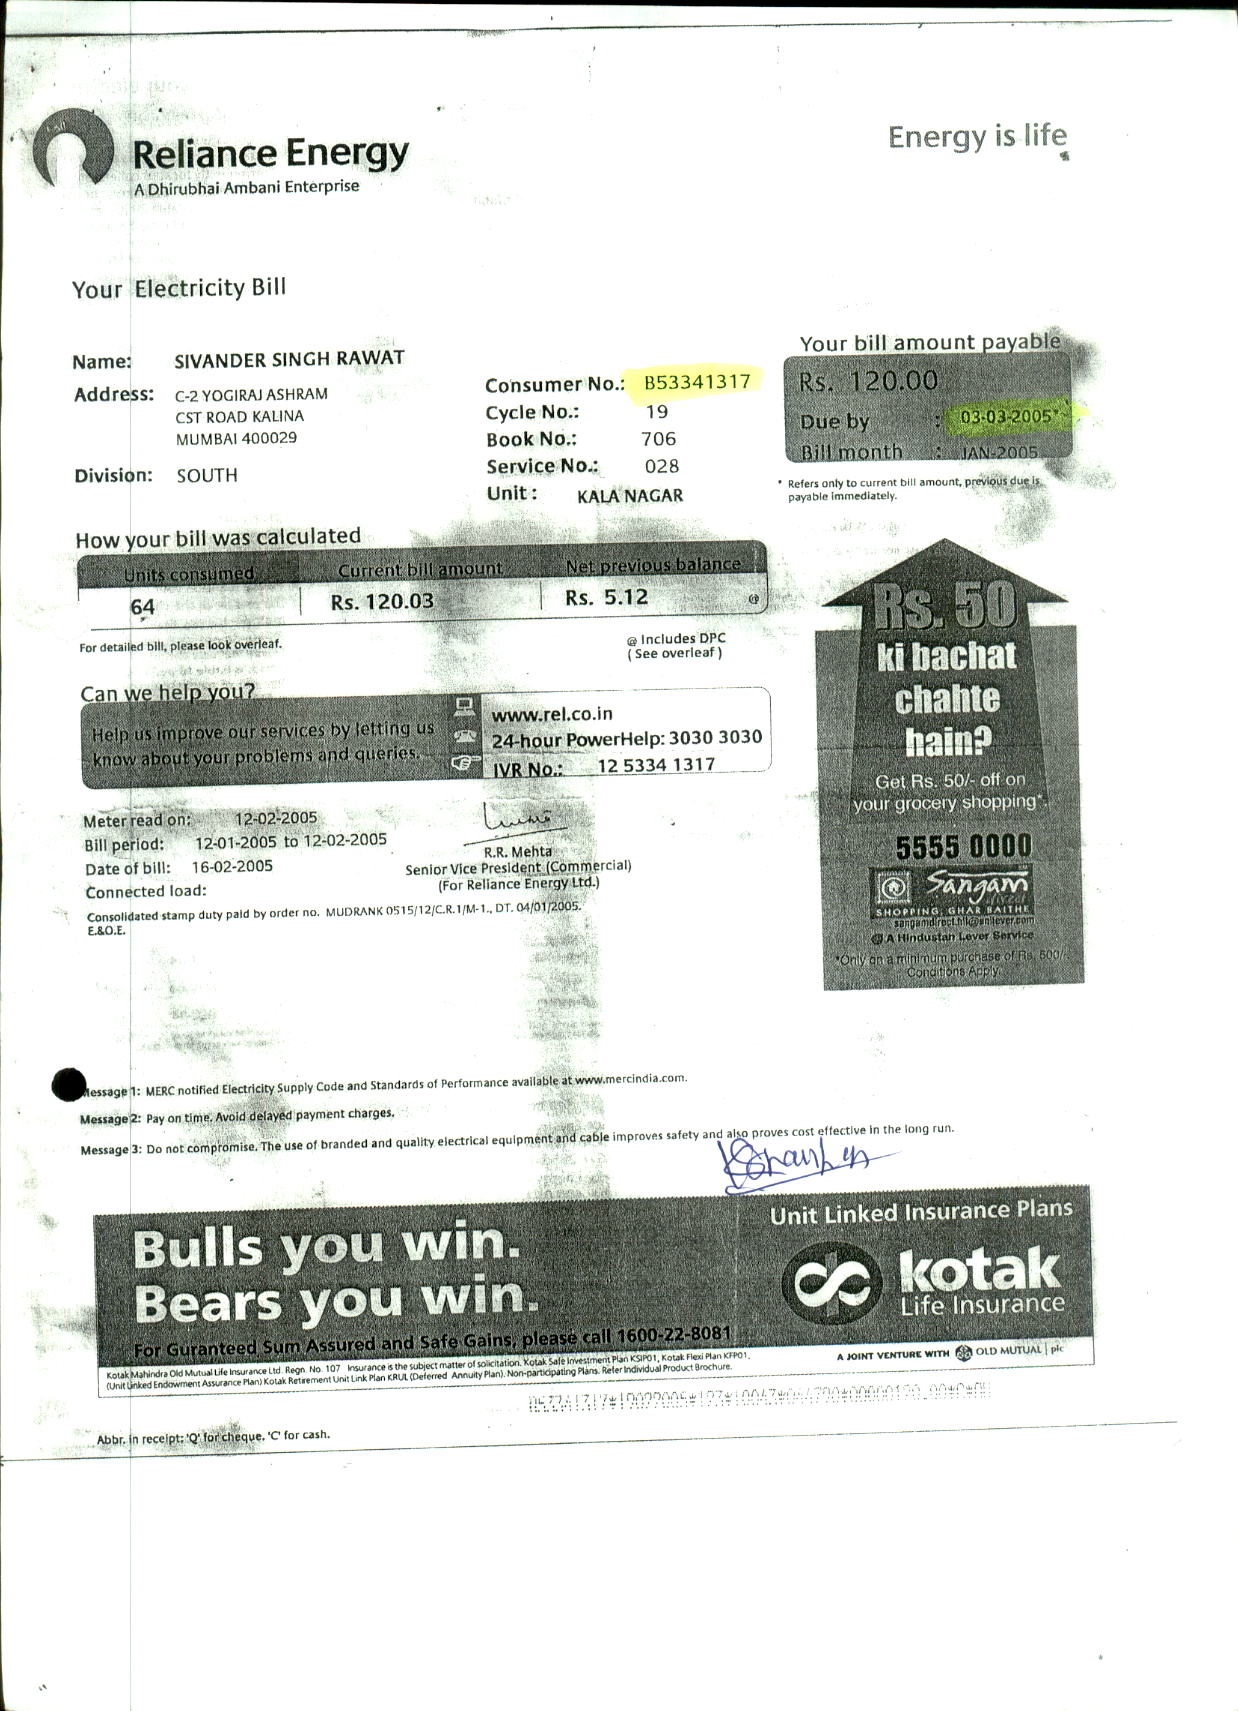 Reliance Energy
A Dhirubhai Ambani Enterprise
Energy is life
Your Electricity Bill
Name: SIVANDER SINGH RAWAT
Address: C-2 YOGIRAJ ASHRAM
CST ROAD KALINA
MUMBAI 400029
Division: SOUTH
Consumer No.: B53341317
Cycle No.: 19
Book No.: 706
Service No.: 028
Unit : KALA NAGAR
Your bill amount payable
Rs. 120.00
Due by : 03-03-2005*
Bill month : JAN-2005
* Refers only to current bill amount, previous due is
payable immediately.
How your bill was calculated
Units consumed Current bill amount Net previous balance
64 Rs. 120.03 Rs. 5.12 @
For detailed bill, please look overleaf.
@ Includes DPC
( See overleaf )
Can we help you?
Help us improve our services by letting us
know about your problems and queries.
www.rel.co.in
24-hour PowerHelp: 3030 3030
IVR No.: 12 5334 1317
Meter read on: 12-02-2005
Bill period: 12-01-2005 to 12-02-2005
Date of bill: 16-02-2005
Connected load:
R.R. Mehta
Senior Vice President (Commercial)
(For Reliance Energy Ltd.)
Consolidated stamp duty paid by order no. MUDRANK 0515/12/C.R.1/M-1., DT. 04/01/2005.
E.&O.E.
Rs. 50
ki bachat
chahte
hain?
Get Rs. 50/- off on
your grocery shopping*.
5555 0000
Sangam
SHOPPING, GHAR BAITHE
sangamdirect.hll@unilever.com
A Hindustan Lever Service
*Only on a minimum purchase of Rs. 500/-
Conditions Apply.
Message 1: MERC notified Electricity Supply Code and Standards of Performance available at www.mercindia.com.
Message 2: Pay on time. Avoid delayed payment charges.
Message 3: Do not compromise. The use of branded and quality electrical equipment and cable improves safety and also proves cost effective in the long run.
Bulls you win.
Bears you win.
For Guranteed Sum Assured and Safe Gains, please call 1600-22-8081
Unit Linked Insurance Plans
kotak
Life Insurance
Kotak Mahindra Old Mutual Life Insurance Ltd. Regn. No. 107 Insurance is the subject matter of solicitation. Kotak Safe Investment Plan KSIP01, Kotak Flexi Plan KFP01,
(Unit Linked Endowment Assurance Plan) Kotak Retirement Unit Link Plan KRUL (Deferred Annuity Plan). Non-participating Plans. Refer Individual Product Brochure.
A JOINT VENTURE WITH OLD MUTUAL | plc
Abbr. in receipt: 'Q' for cheque. 'C' for cash.